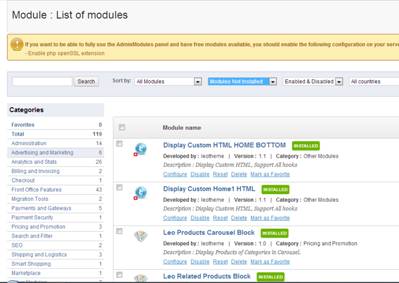 Module : List of modules
If you want to be able to fully use the AdminModules panel and have free modules available, you should enable the following configuration on your serve
- Enable php openSSL extension
Search
Sort by:
All Modules
Modules Not Installed
Enabled & Disabled
All countries
Categories
Favorites 0
Total 119
Administration 14
Advertising and Marketing 6
Analytics and Stats 26
Billing and Invoicing 2
Checkout 1
Front Office Features 43
Migration Tools 2
Payments and Gateways 5
Payment Security 1
Pricing and Promotion 3
Search and Filter 1
SEO 2
Shipping and Logistics 3
Smart Shopping 1
Marketplace 1
Module name
Display Custom HTML HOME BOTTOM INSTALLED
Developed by : leotheme | Version : 1.1 | Category : Other Modules
Description : Display Custom HTML, Support All hooks
Configure Disable Reset Delete Mark as Favorite
Display Custom Home1 HTML INSTALLED
Developed by : leotheme | Version : 1.1 | Category : Other Modules
Description : Display Custom HTML, Support All hooks
Configure Disable Reset Delete Mark as Favorite
Leo Products Carousel Block INSTALLED
Developed by : leotheme | Version : 1.0 | Category : Pricing and Promotion
Description : Display Products of Categories in Carousel.
Configure Disable Reset Delete Mark as Favorite
Leo Related Products Block INSTALLED